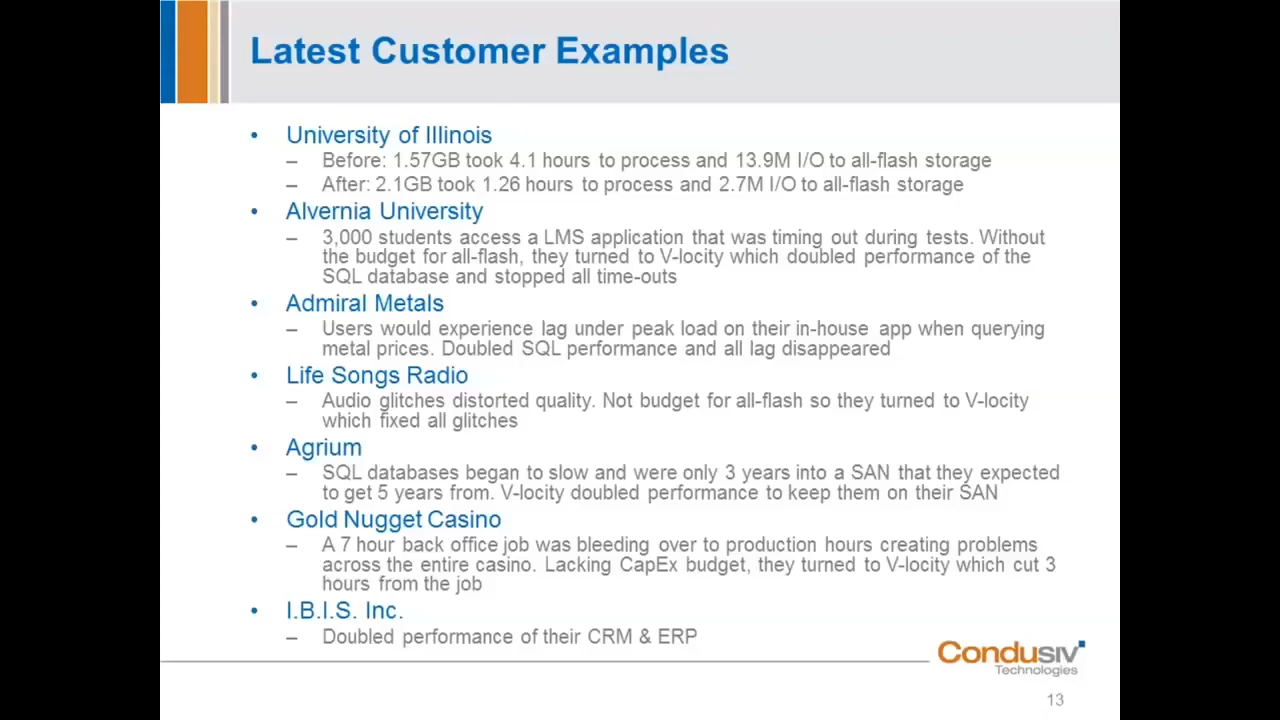 Latest Customer Examples
• University of Illinois
– Before: 1.57GB took 4.1 hours to process and 13.9M I/O to all-flash storage
– After: 2.1GB took 1.26 hours to process and 2.7M I/O to all-flash storage
• Alvernia University
– 3,000 students access a LMS application that was timing out during tests. Without
the budget for all-flash, they turned to V-locity which doubled performance of the
SQL database and stopped all time-outs
• Admiral Metals
– Users would experience lag under peak load on their in-house app when querying
metal prices. Doubled SQL performance and all lag disappeared
• Life Songs Radio
– Audio glitches distorted quality. Not budget for all-flash so they turned to V-locity
which fixed all glitches
• Agrium
– SQL databases began to slow and were only 3 years into a SAN that they expected
to get 5 years from. V-locity doubled performance to keep them on their SAN
• Gold Nugget Casino
– A 7 hour back office job was bleeding over to production hours creating problems
across the entire casino. Lacking CapEx budget, they turned to V-locity which cut 3
hours from the job
• I.B.I.S. Inc.
– Doubled performance of their CRM & ERP
Condusiv
Technologies
13